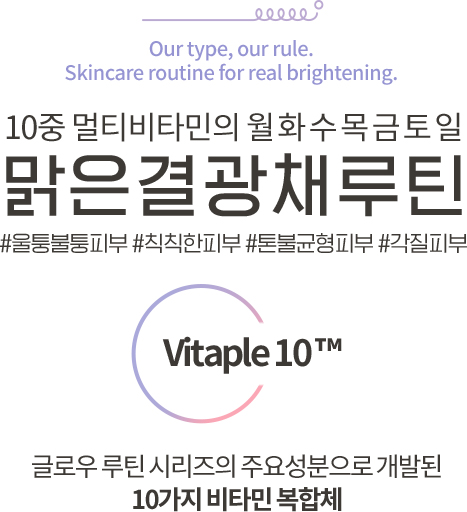 Our type, our rule.
Skincare routine for real brightening.
10중 멀티비타민의 월화수목금토일
맑은결광채루틴
#울퉁불퉁피부 #칙칙한피부 #톤불균형피부 #각질피부
Vitaple 10™
글로우 루틴 시리즈의 주요성분으로 개발된
10가지 비타민 복합체